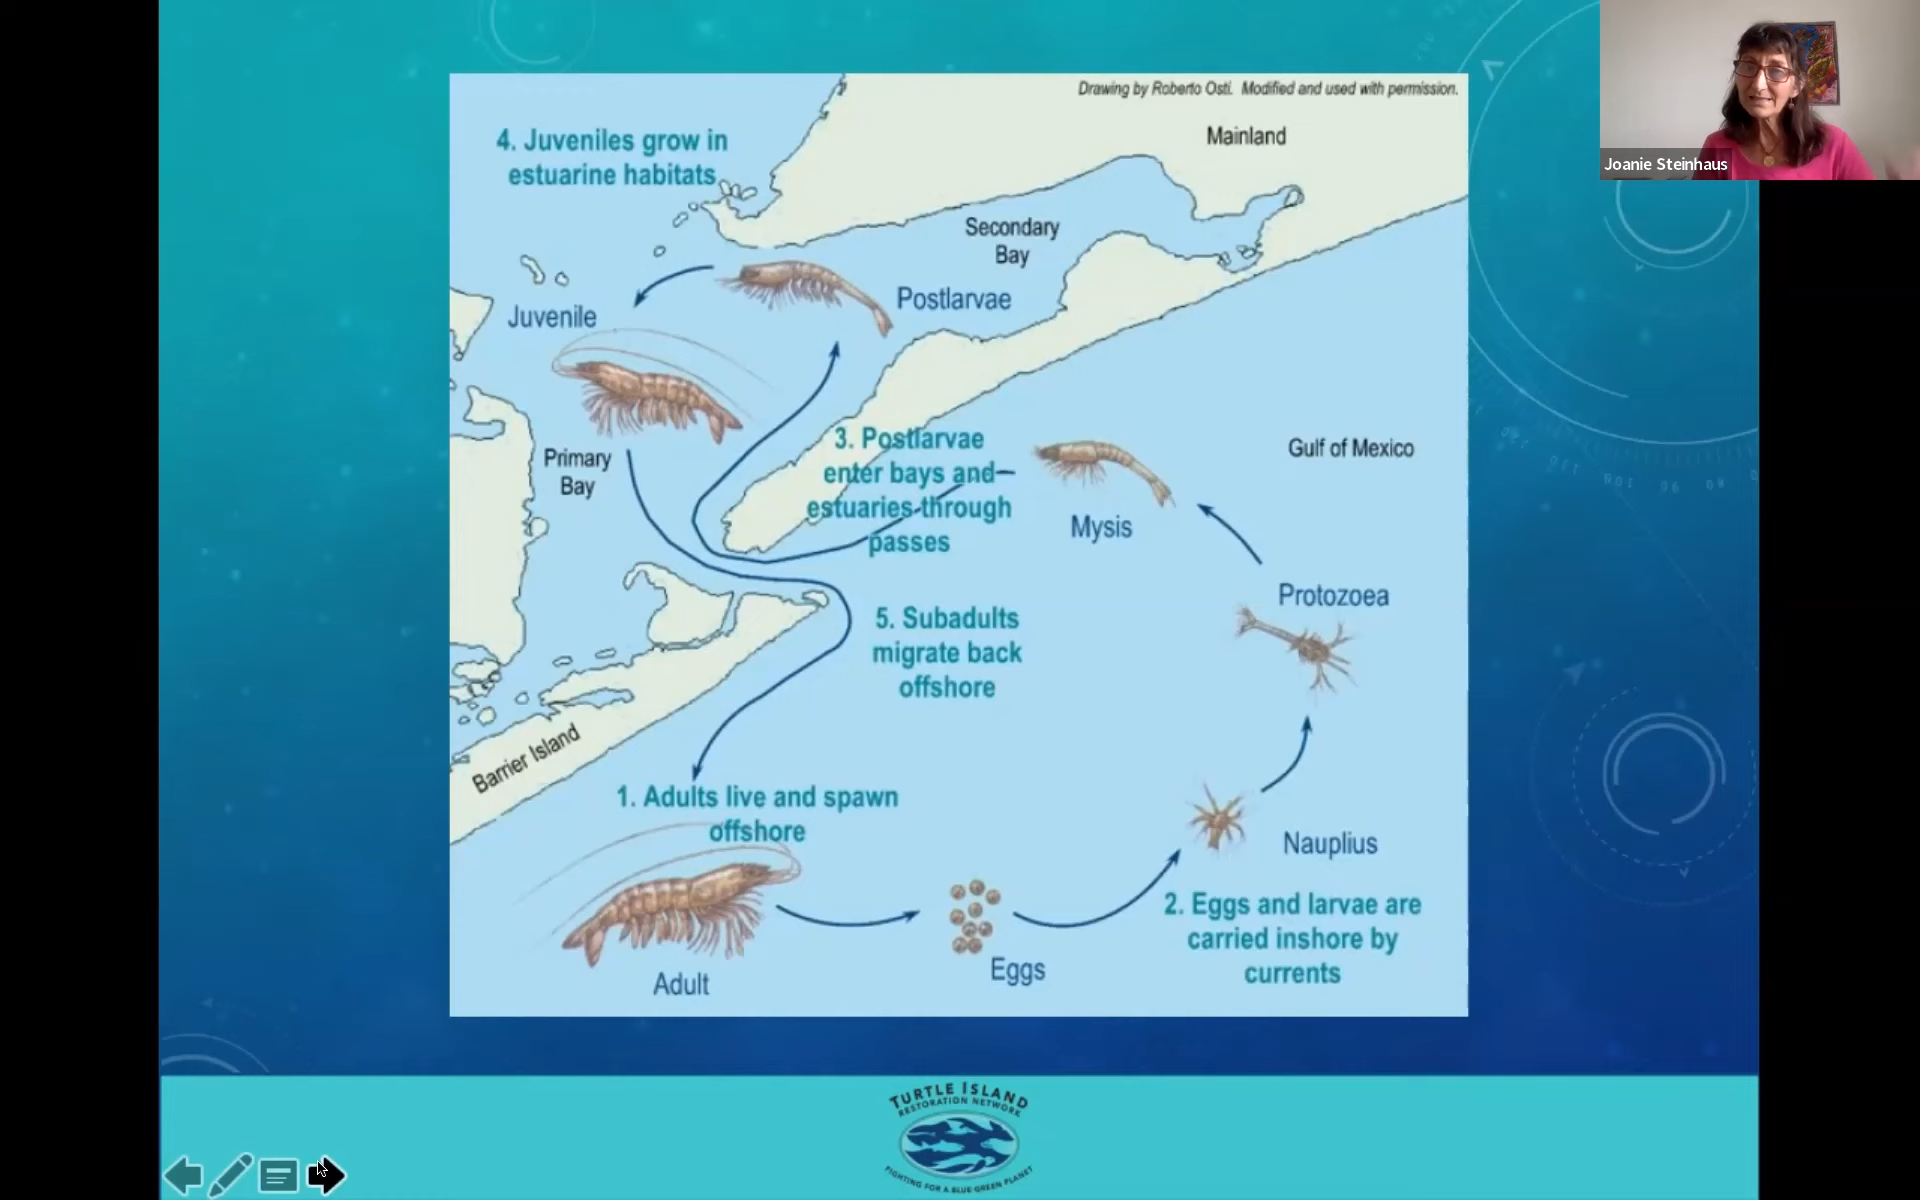 Drawing by Roberto Osti. Modified and used with permission.
Mainland
Joanie Steinhaus
4. Juveniles grow in
estuarine habitats
Secondary
Bay
Postlarvae
Juvenile
3. Postlarvae
enter bays and
estuaries through
passes
Gulf of Mexico
Primary
Bay
Mysis
Protozoea
5. Subadults
migrate back
offshore
Barrier Island
1. Adults live and spawn
offshore
Nauplius
2. Eggs and larvae are
carried inshore by
currents
Eggs
Adult
TURTLE ISLAND
RESTORATION NETWORK
FIGHTING FOR A BLUE-GREEN PLANET